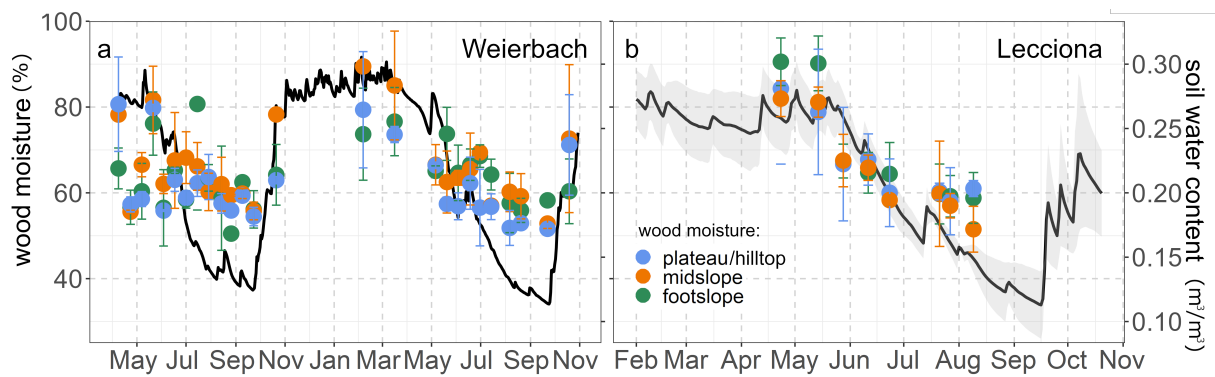 a
Weierbach
b
Lecciona
wood moisture (%)
100
80
60
40
May Jul Sep Nov Jan Mar May Jul Sep Nov
wood moisture:
plateau/hilltop
midslope
footslope
Feb Mar Apr May Jun Jul Aug Sep Oct Nov
0.30
0.25
0.20
0.15
0.10
soil water content (m³/m³)